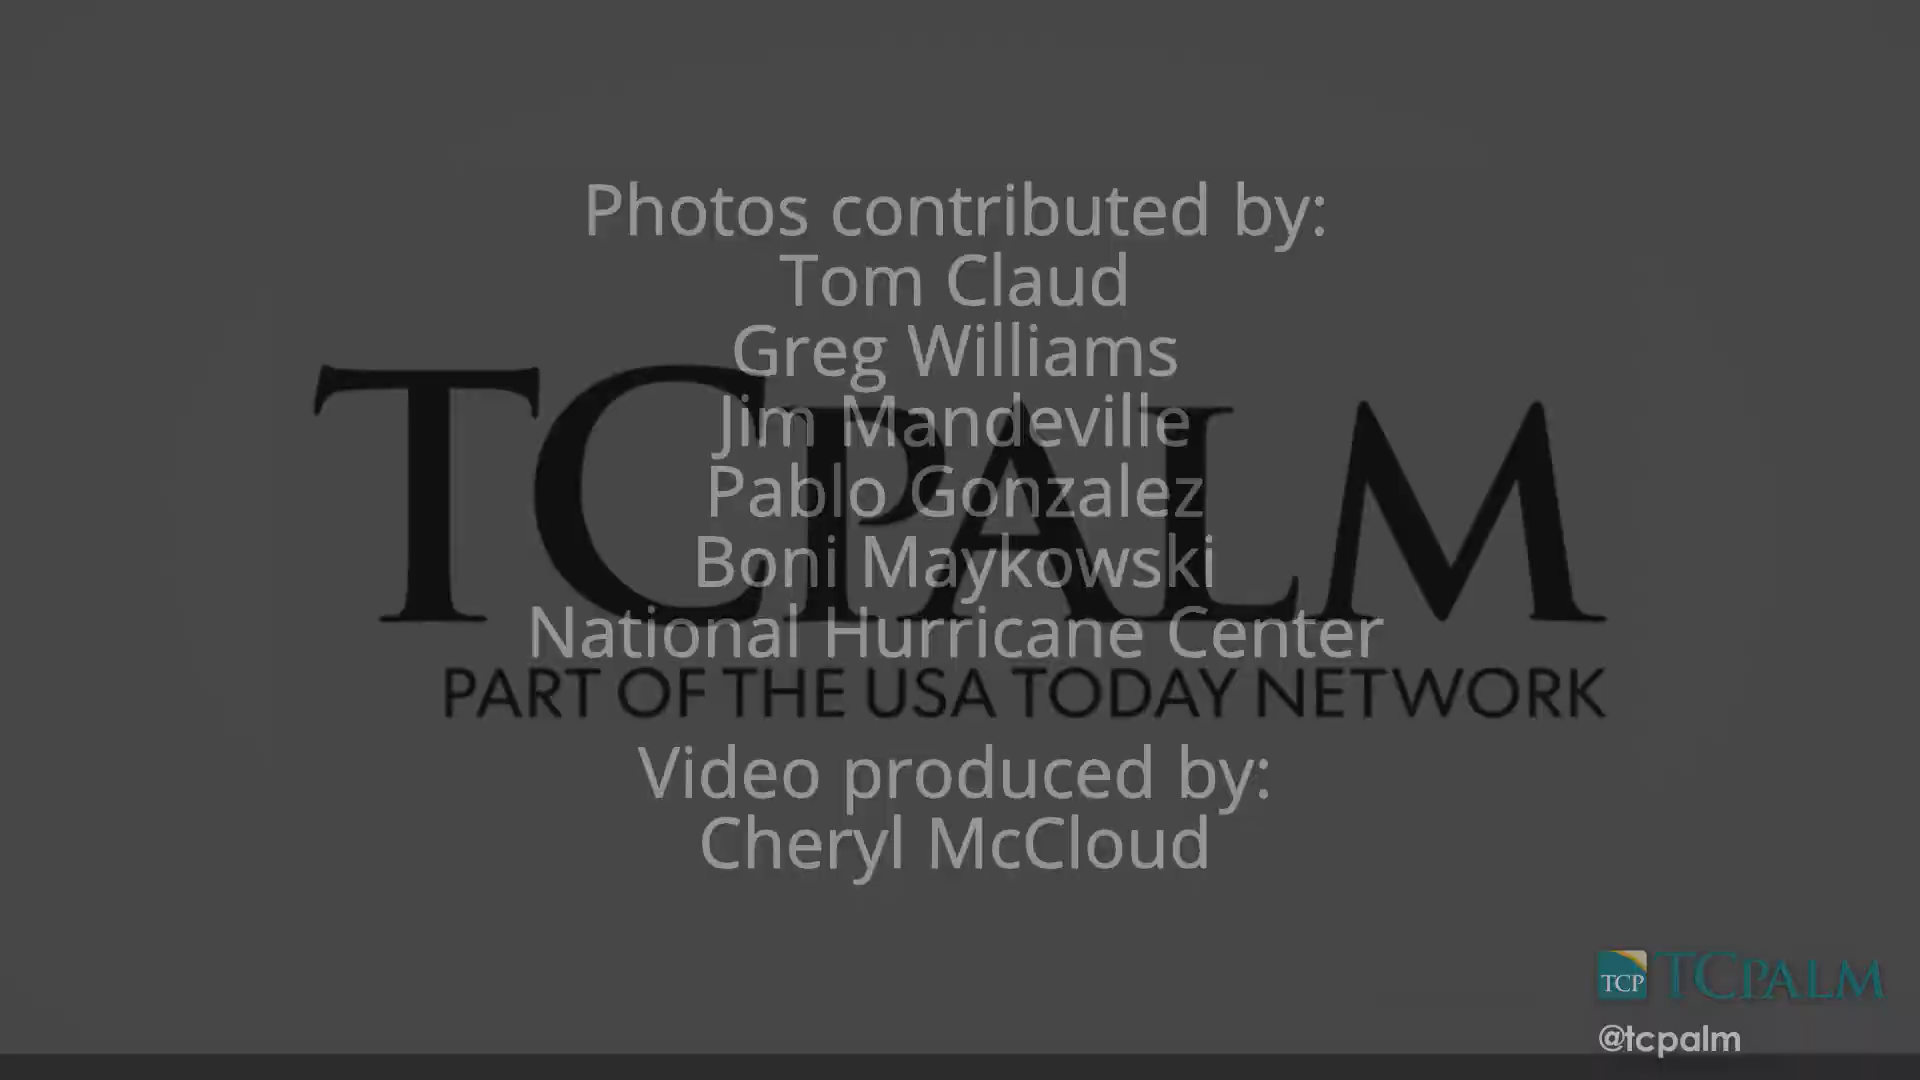 Photos contributed by:
Tom Claud
Greg Williams
Jim Mandeville
Pablo Gonzalez
Boni Maykowski
National Hurricane Center
TCPALM
PART OF THE USA TODAY NETWORK
Video produced by:
Cheryl McCloud
TCP TCPALM
@tcpalm